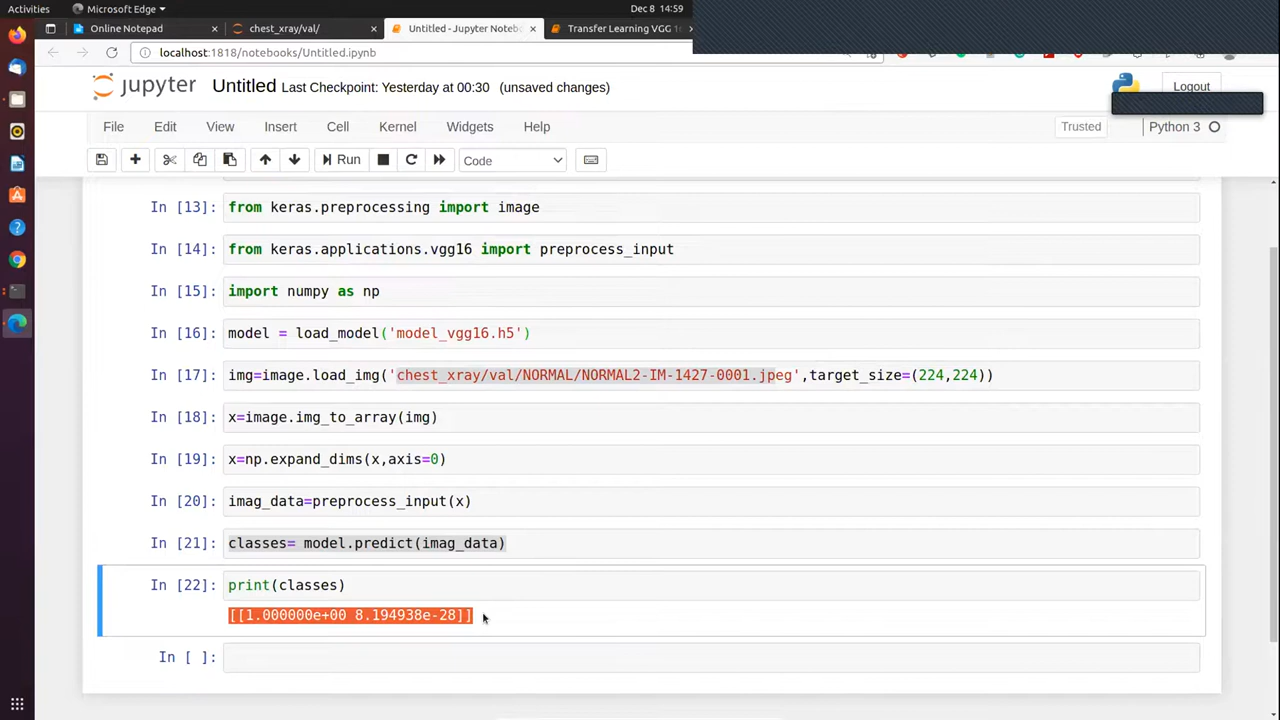 Activities
Microsoft Edge
Dec 8 14:59
Online Notepad
chest_xray/val/
Untitled - Jupyter Noteb
Transfer Learning VGG 16
localhost:1818/notebooks/Untitled.ipynb
jupyter Untitled Last Checkpoint: Yesterday at 00:30 (unsaved changes)
Logout
File Edit View Insert Cell Kernel Widgets Help
Trusted
Python 3
Run
Code
In [13]: from keras.preprocessing import image
In [14]: from keras.applications.vgg16 import preprocess_input
In [15]: import numpy as np
In [16]: model = load_model('model_vgg16.h5')
In [17]: img=image.load_img('chest_xray/val/NORMAL/NORMAL2-IM-1427-0001.jpeg',target_size=(224,224))
In [18]: x=image.img_to_array(img)
In [19]: x=np.expand_dims(x,axis=0)
In [20]: imag_data=preprocess_input(x)
In [21]: classes= model.predict(imag_data)
In [22]: print(classes)
[[1.000000e+00 8.194938e-28]]
In [ ]: